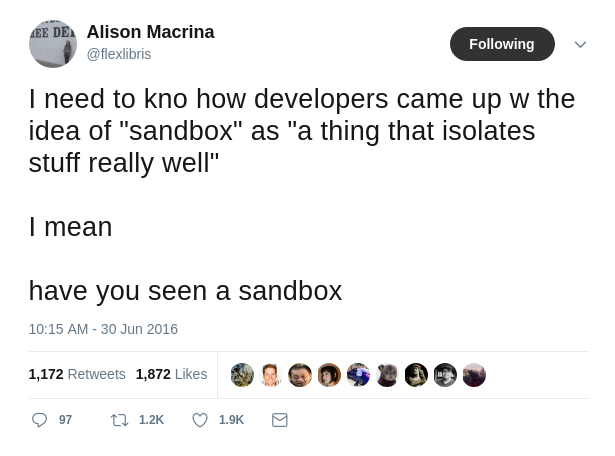 Alison Macrina
@flexlibris
Following
I need to kno how developers came up w the
idea of "sandbox" as "a thing that isolates
stuff really well"
I mean
have you seen a sandbox
10:15 AM - 30 Jun 2016
1,172 Retweets 1,872 Likes
97 1.2K 1.9K